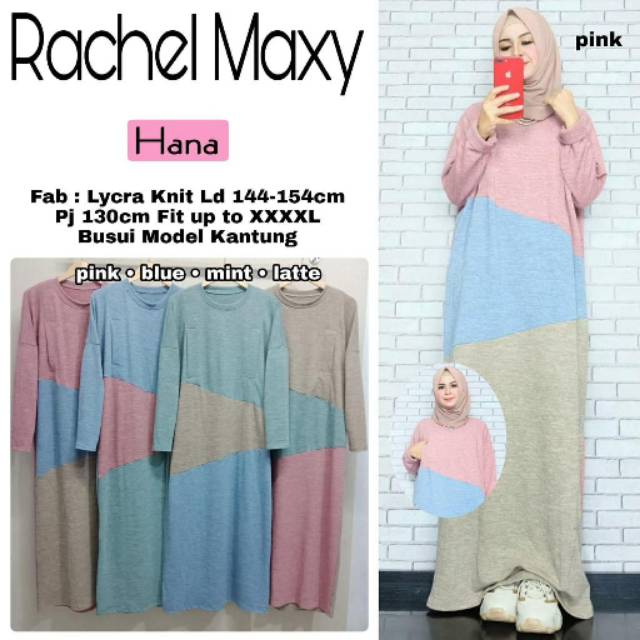 Rachel Maxy
Hana
Fab : Lycra Knit Ld 144-154cm
Pj 130cm Fit up to XXXXL
Busui Model Kantung
pink • blue • mint • latte
pink